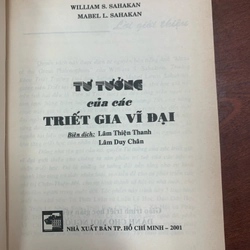 WILLIAM S. SAHAKAN
MABEL L. SAHAKAN
TƯ TƯỞNG
của các
TRIẾT GIA VĨ ĐẠI
Biên dịch: Lâm Thiện Thanh
Lâm Duy Chân
NHÀ XUẤT BẢN TP. HỒ CHÍ MINH – 2001